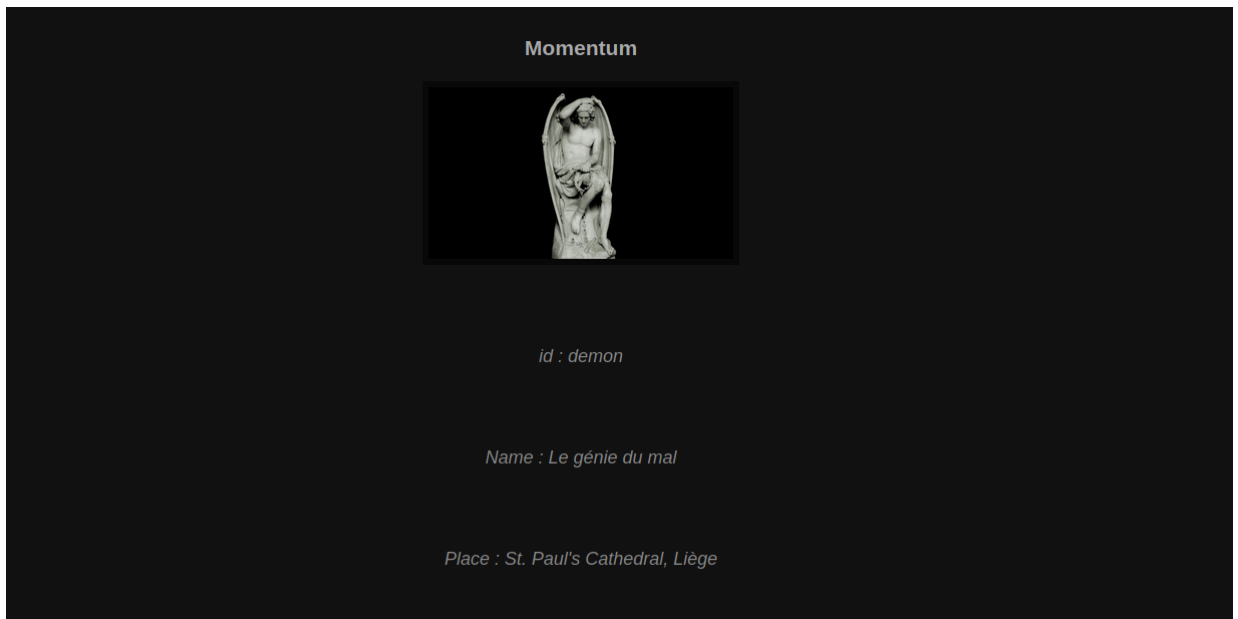 Momentum
id : demon
Name : Le génie du mal
Place : St. Paul's Cathedral, Liège